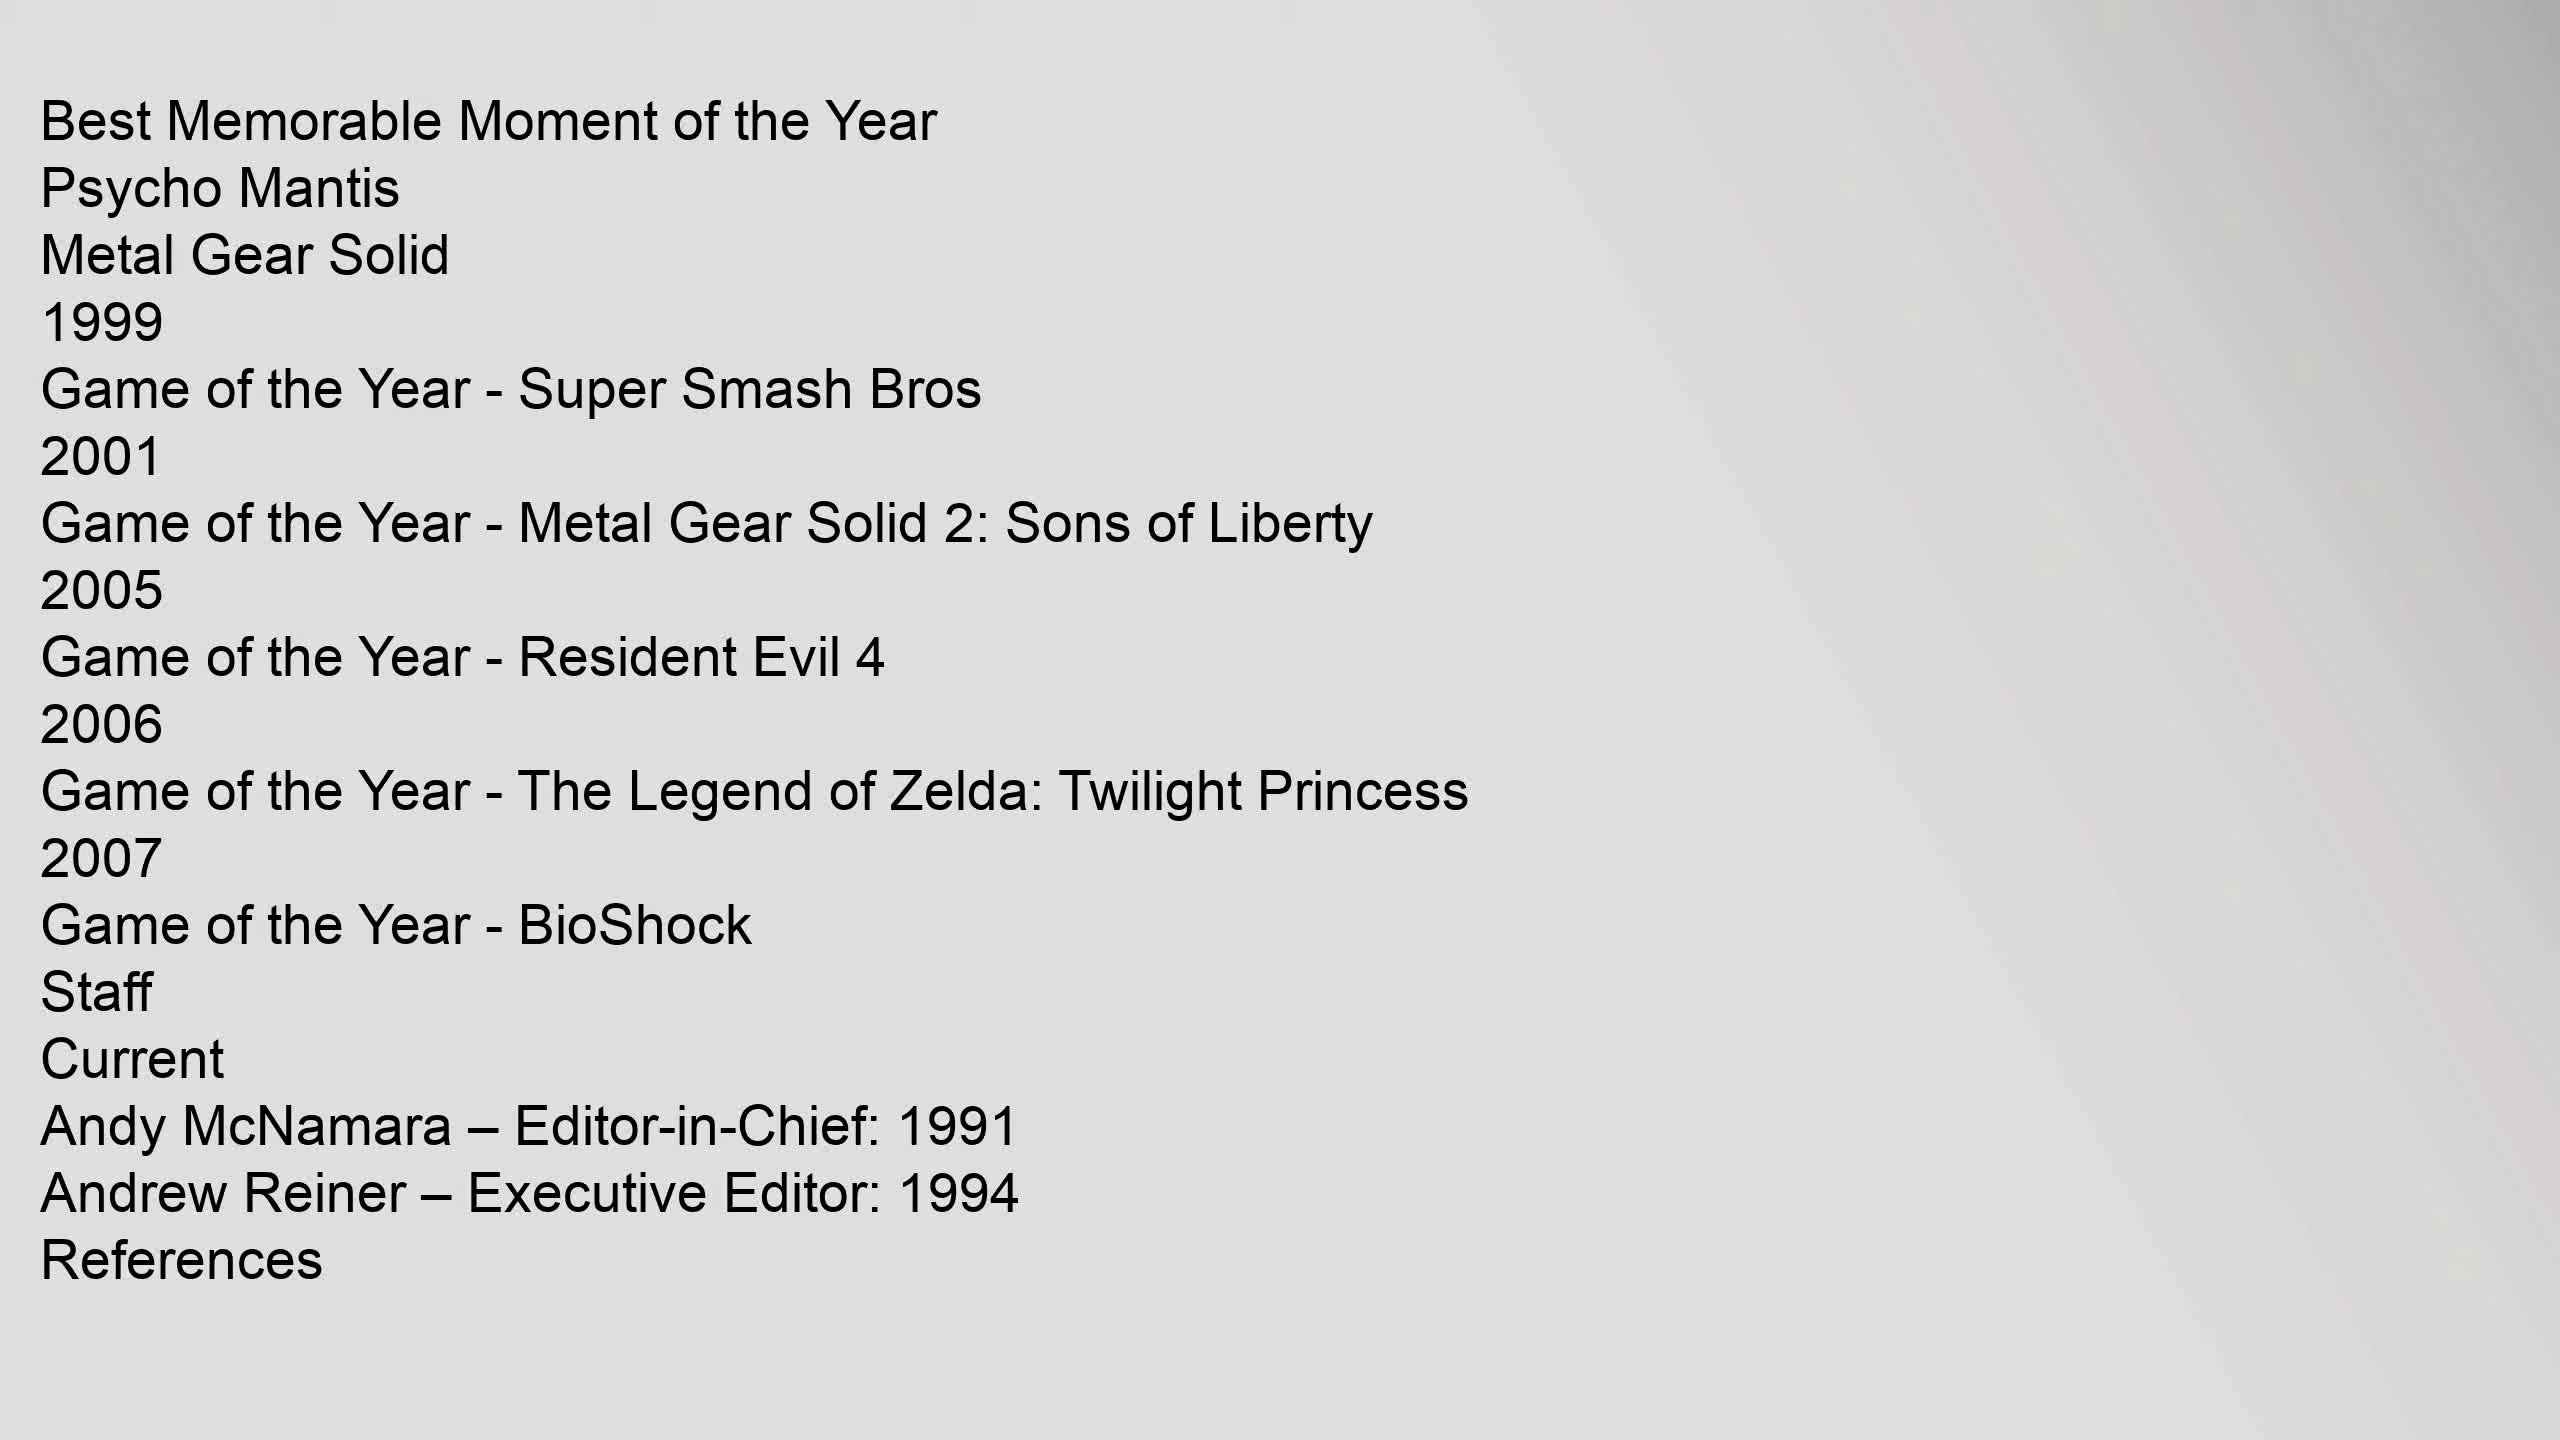 Best Memorable Moment of the Year
Psycho Mantis
Metal Gear Solid
1999
Game of the Year - Super Smash Bros
2001
Game of the Year - Metal Gear Solid 2: Sons of Liberty
2005
Game of the Year - Resident Evil 4
2006
Game of the Year - The Legend of Zelda: Twilight Princess
2007
Game of the Year - BioShock
Staff
Current
Andy McNamara – Editor-in-Chief: 1991
Andrew Reiner – Executive Editor: 1994
References